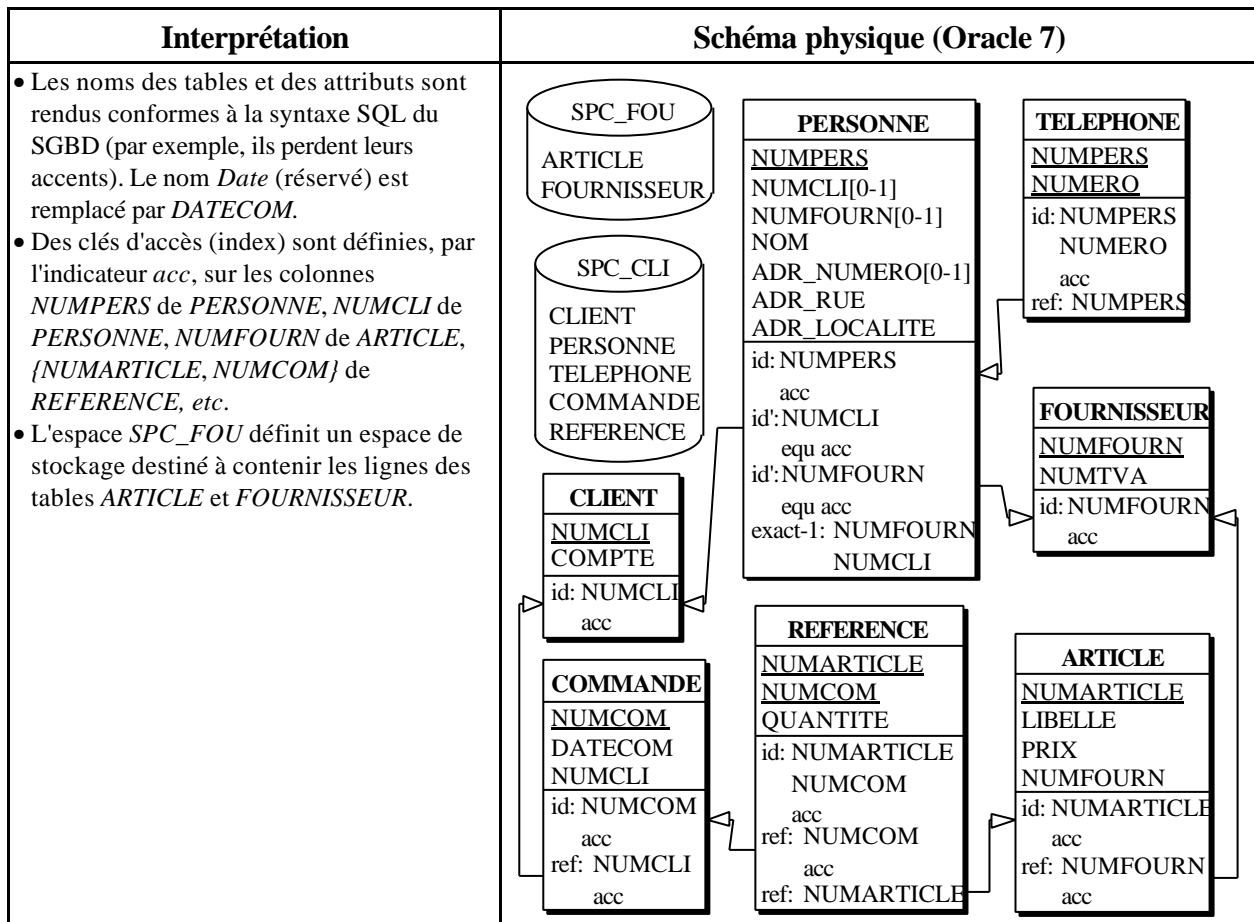 Interprétation
• Les noms des tables et des attributs sont
rendus conformes à la syntaxe SQL du
SGBD (par exemple, ils perdent leurs
accents). Le nom Date (réservé) est
remplacé par DATECOM.
• Des clés d'accès (index) sont définies, par
l'indicateur acc, sur les colonnes
NUMPERS de PERSONNE, NUMCLI de
PERSONNE, NUMFOURN de ARTICLE,
{NUMARTICLE, NUMCOM} de
REFERENCE, etc.
• L'espace SPC_FOU définit un espace de
stockage destiné à contenir les lignes des
tables ARTICLE et FOURNISSEUR.
Schéma physique (Oracle 7)
SPC_FOU
ARTICLE
FOURNISSEUR
SPC_CLI
CLIENT
PERSONNE
TELEPHONE
COMMANDE
REFERENCE
PERSONNE
NUMPERS
NUMCLI[0-1]
NUMFOURN[0-1]
NOM
ADR_NUMERO[0-1]
ADR_RUE
ADR_LOCALITE
id: NUMPERS
acc
id': NUMCLI
equ acc
id': NUMFOURN
equ acc
exact-1: NUMFOURN
NUMCLI
TELEPHONE
NUMPERS
NUMERO
id: NUMPERS
NUMERO
acc
ref: NUMPERS
FOURNISSEUR
NUMFOURN
NUMTVA
id: NUMFOURN
acc
CLIENT
NUMCLI
COMPTE
id: NUMCLI
acc
COMMANDE
NUMCOM
DATECOM
NUMCLI
id: NUMCOM
acc
ref: NUMCLI
acc
REFERENCE
NUMARTICLE
NUMCOM
QUANTITE
id: NUMARTICLE
NUMCOM
acc
ref: NUMCOM
acc
ref: NUMARTICLE
ARTICLE
NUMARTICLE
LIBELLE
PRIX
NUMFOURN
id: NUMARTICLE
acc
ref: NUMFOURN
acc